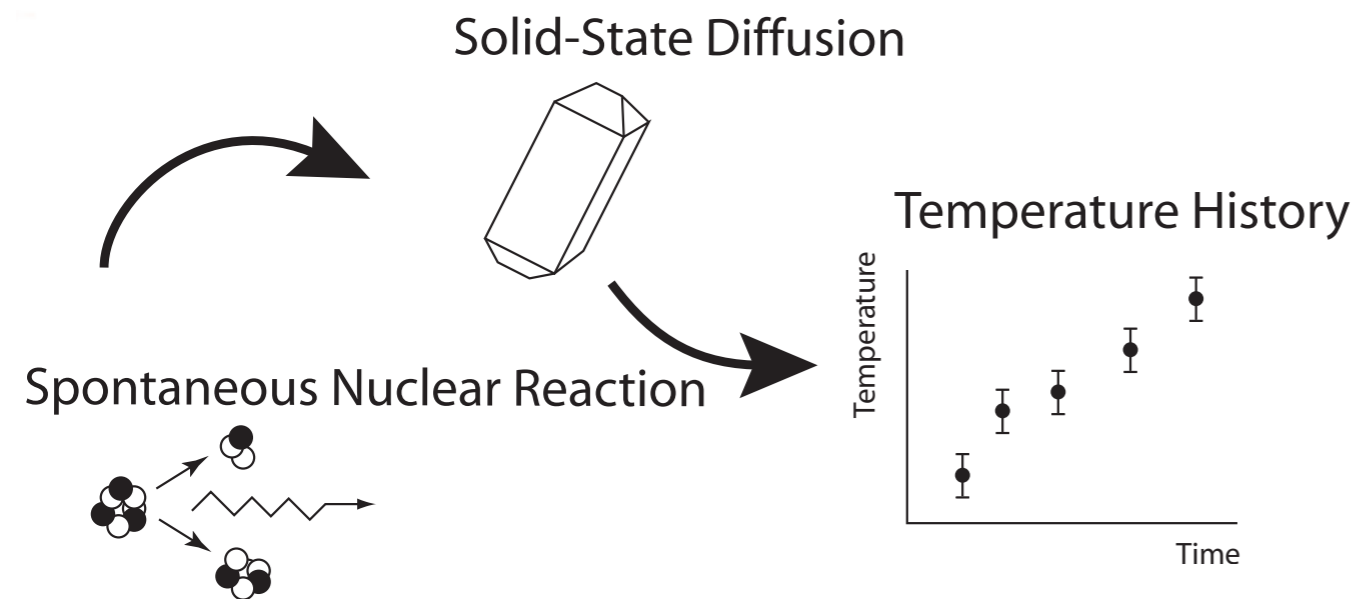 Solid-State Diffusion
Temperature History
Temperature
Spontaneous Nuclear Reaction
Time